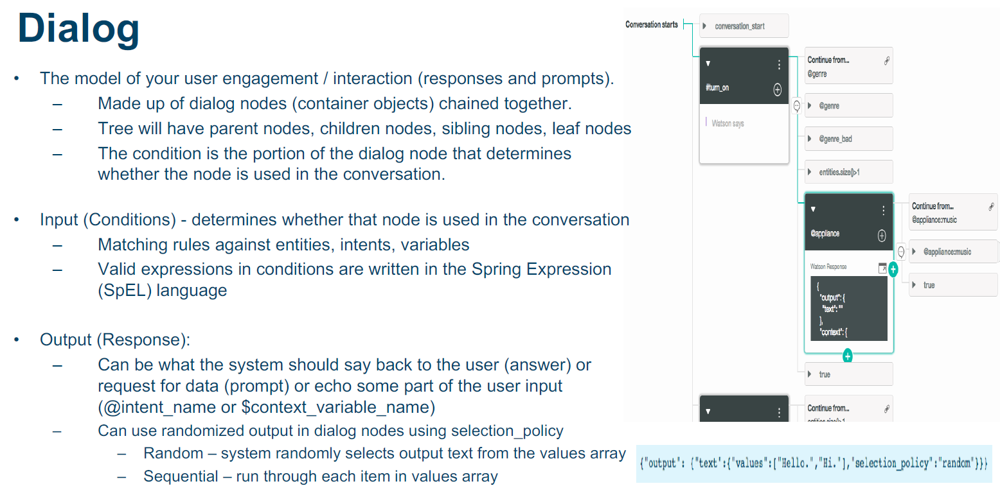 Dialog
• The model of your user engagement / interaction (responses and prompts).
– Made up of dialog nodes (container objects) chained together.
– Tree will have parent nodes, children nodes, sibling nodes, leaf nodes
– The condition is the portion of the dialog node that determines
whether the node is used in the conversation.
• Input (Conditions) - determines whether that node is used in the conversation
– Matching rules against entities, intents, variables
– Valid expressions in conditions are written in the Spring Expression
(SpEL) language
• Output (Response):
– Can be what the system should say back to the user (answer) or
request for data (prompt) or echo some part of the user input
(@intent_name or $context_variable_name)
– Can use randomized output in dialog nodes using selection_policy
– Random – system randomly selects output text from the values array
– Sequential – run through each item in values array
Conversation starts
conversation_start
#turn_on
Watson says
Continue from...
@genre
@genre
@genre_bad
entities.size()>1
@appliance
Watson Response
{
"output": {
"text": ""
},
"context": {
Continue from...
@appliance:music
@appliance:music
true
true
Continue from...
entities.size()>1
{"output": {"text':{"values":["Hello.","Hi."],'selection_policy":"random"}}}